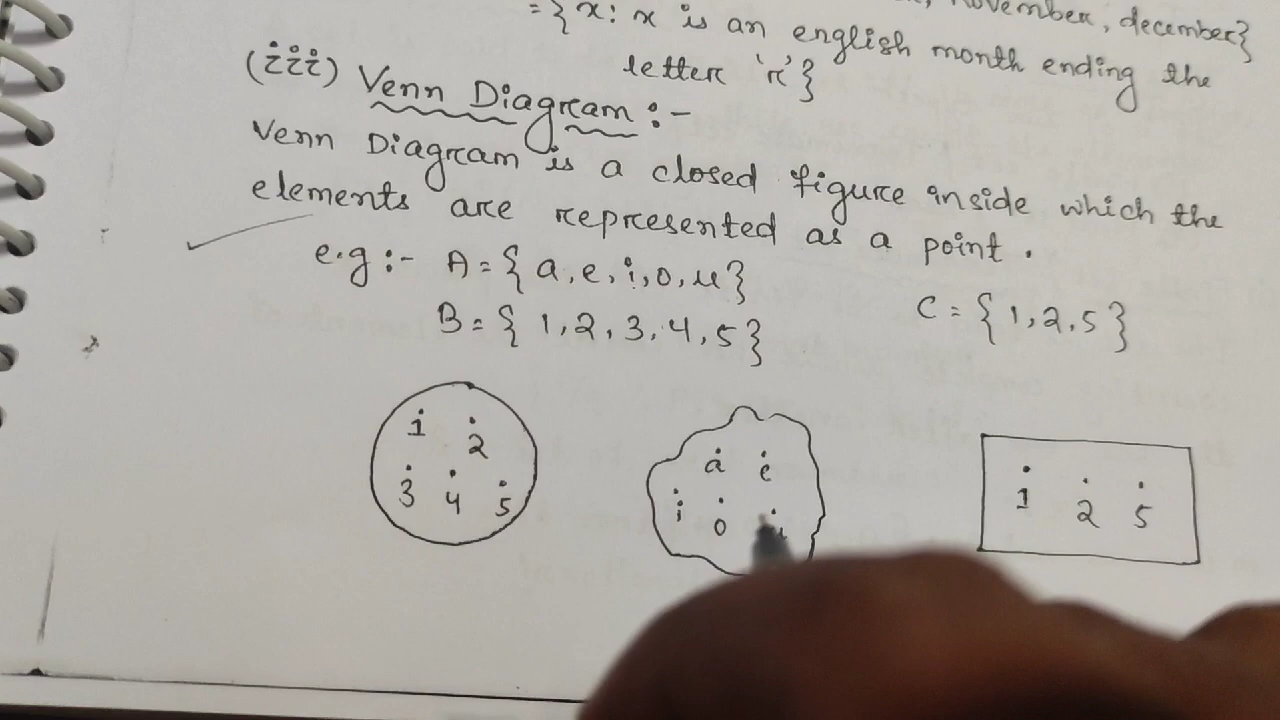 november, december}
= {x: x is an english month ending the
letter 'r'}
(iii) Venn Diagram :-
Venn Diagram is a closed figure inside which the
elements are represented as a point.
e.g :- A = { a, e, i, o, u}
B = { 1, 2, 3, 4, 5}
C = { 1, 2, 5 }
1 2
3 4 5
a e
i o
1 2 5